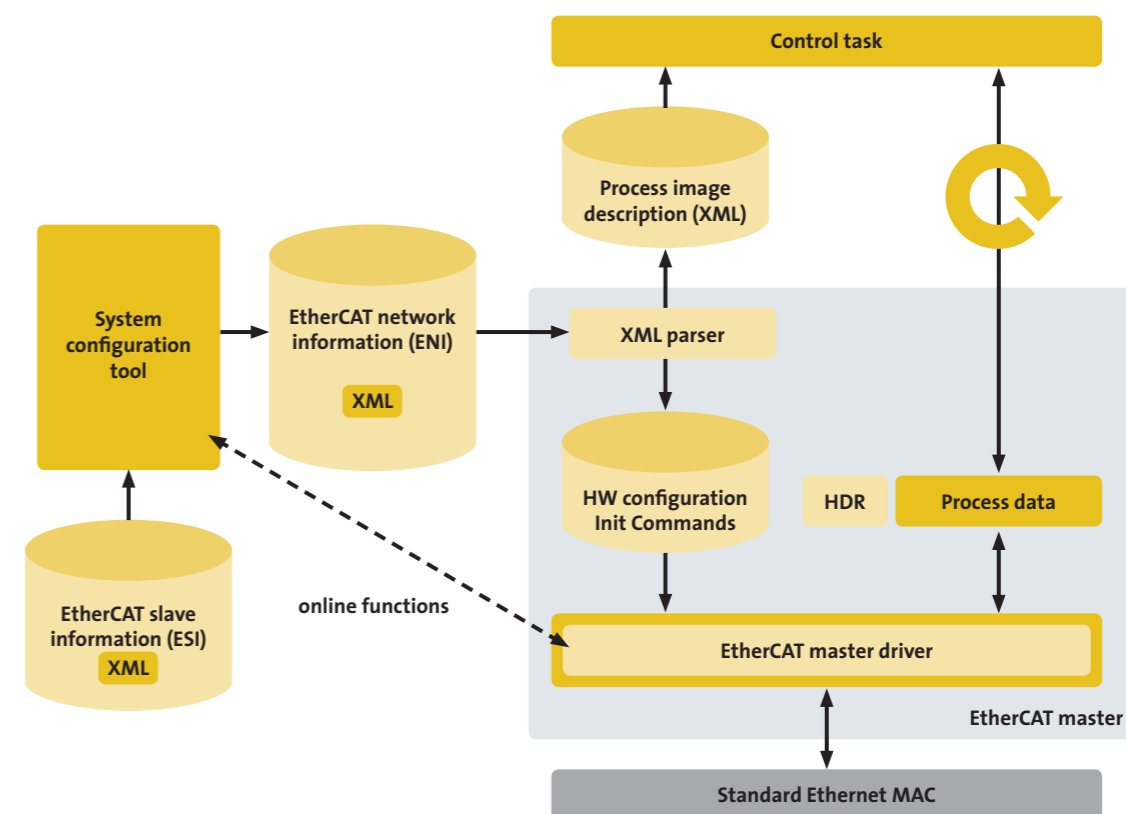 Control task
Process image
description (XML)
System
configuration
tool
EtherCAT network
information (ENI)
XML
XML parser
HW configuration
Init Commands
HDR
Process data
EtherCAT slave
information (ESI)
XML
online functions
EtherCAT master driver
EtherCAT master
Standard Ethernet MAC